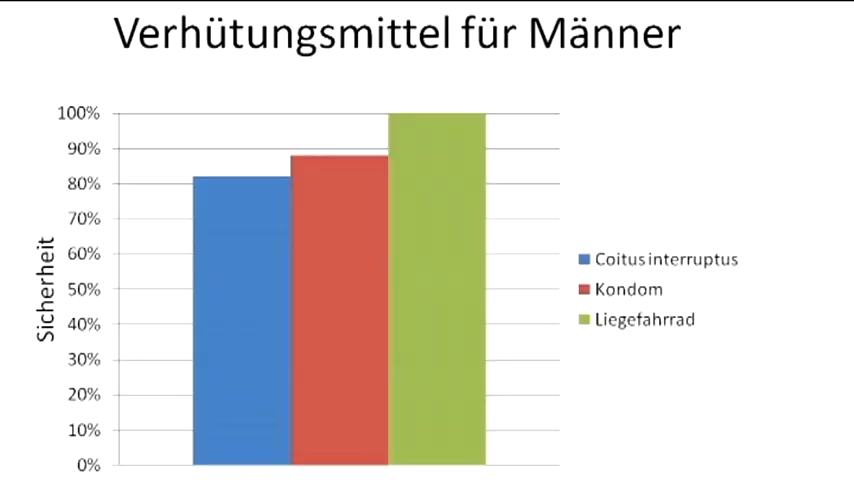 Verhütungsmittel für Männer
100%
90%
80%
70%
60%
50%
40%
30%
20%
10%
0%
Sicherheit
Coitus interruptus
Kondom
Liegefahrrad